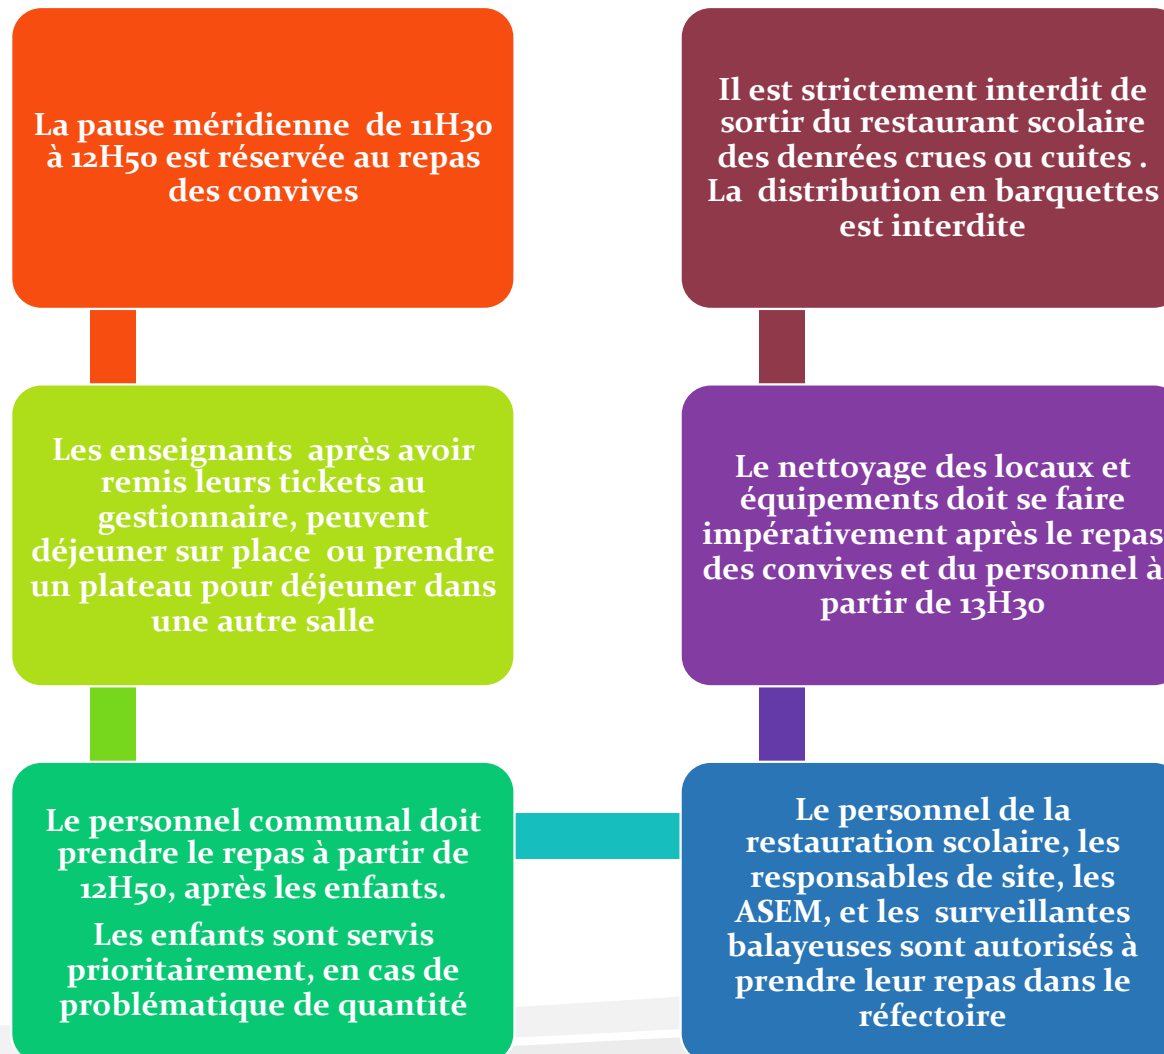 La pause méridienne de 11H30
à 12H50 est réservée au repas
des convives
Les enseignants après avoir
remis leurs tickets au
gestionnaire, peuvent
déjeuner sur place ou prendre
un plateau pour déjeuner dans
une autre salle
Le personnel communal doit
prendre le repas à partir de
12H50, après les enfants.
Les enfants sont servis
prioritairement, en cas de
problématique de quantité
Le personnel de la
restauration scolaire, les
responsables de site, les
ASEM, et les surveillantes
balayeuses sont autorisés à
prendre leur repas dans le
réfectoire
Le nettoyage des locaux et
équipements doit se faire
impérativement après le repas
des convives et du personnel à
partir de 13H30
Il est strictement interdit de
sortir du restaurant scolaire
des denrées crues ou cuites .
La distribution en barquettes
est interdite